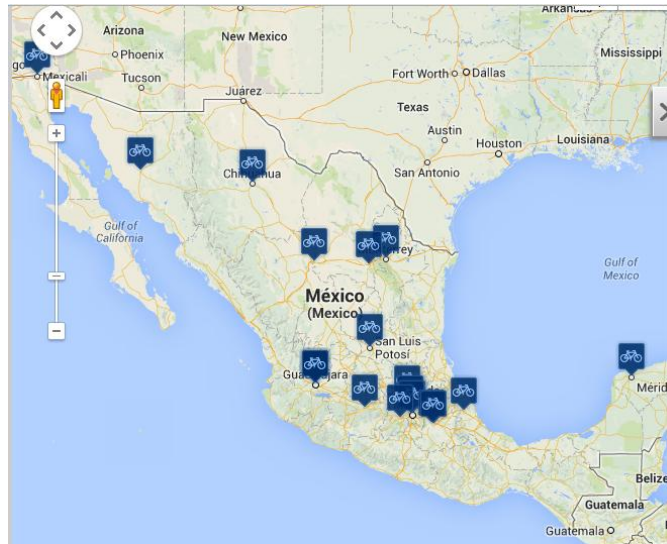 Arkansas
Arizona
New Mexico
Mississippi
Phoenix
Fort Worth
Dallas
Mexicali
Tucson
Juárez
Texas
Austin
Houston
Louisiana
San Antonio
Gulf of
California
Gulf of
Mexico
México
(Mexico)
San Luis
Potosí
Mérid
Belize
Guatemala
Guatemala